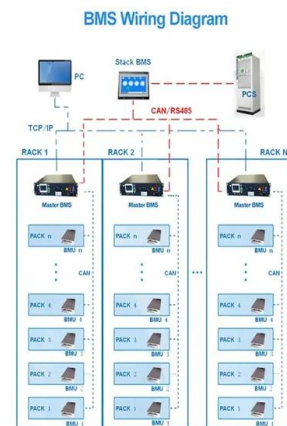 BMS Wiring Diagram
Stack BMS
PC
PCS
CAN/RS485
TCP/IP
RACK 1
RACK 2
RACK N
Master BMS
Master BMS
Master BMS
PACK n
PACK n
PACK n
BMU n
BMU n
BMU n
CAN
CAN
CAN
PACK 4
PACK 4
PACK 4
BMU 4
BMU 4
BMU 4
PACK 3
PACK 3
PACK 3
BMU 3
BMU 3
BMU 3
PACK 2
PACK 2
PACK 2
BMU 2
BMU 2
BMU 2
PACK 1
PACK 1
PACK 1
BMU 1
BMU 1
BMU 1